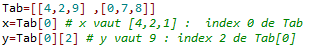 Tab=[[4,2,9] ,[0,7,8]]
x=Tab[0] # x vaut [4,2,1] :  index 0 de Tab
y=Tab[0][2] # y vaut 9 : index 2 de Tab[0]